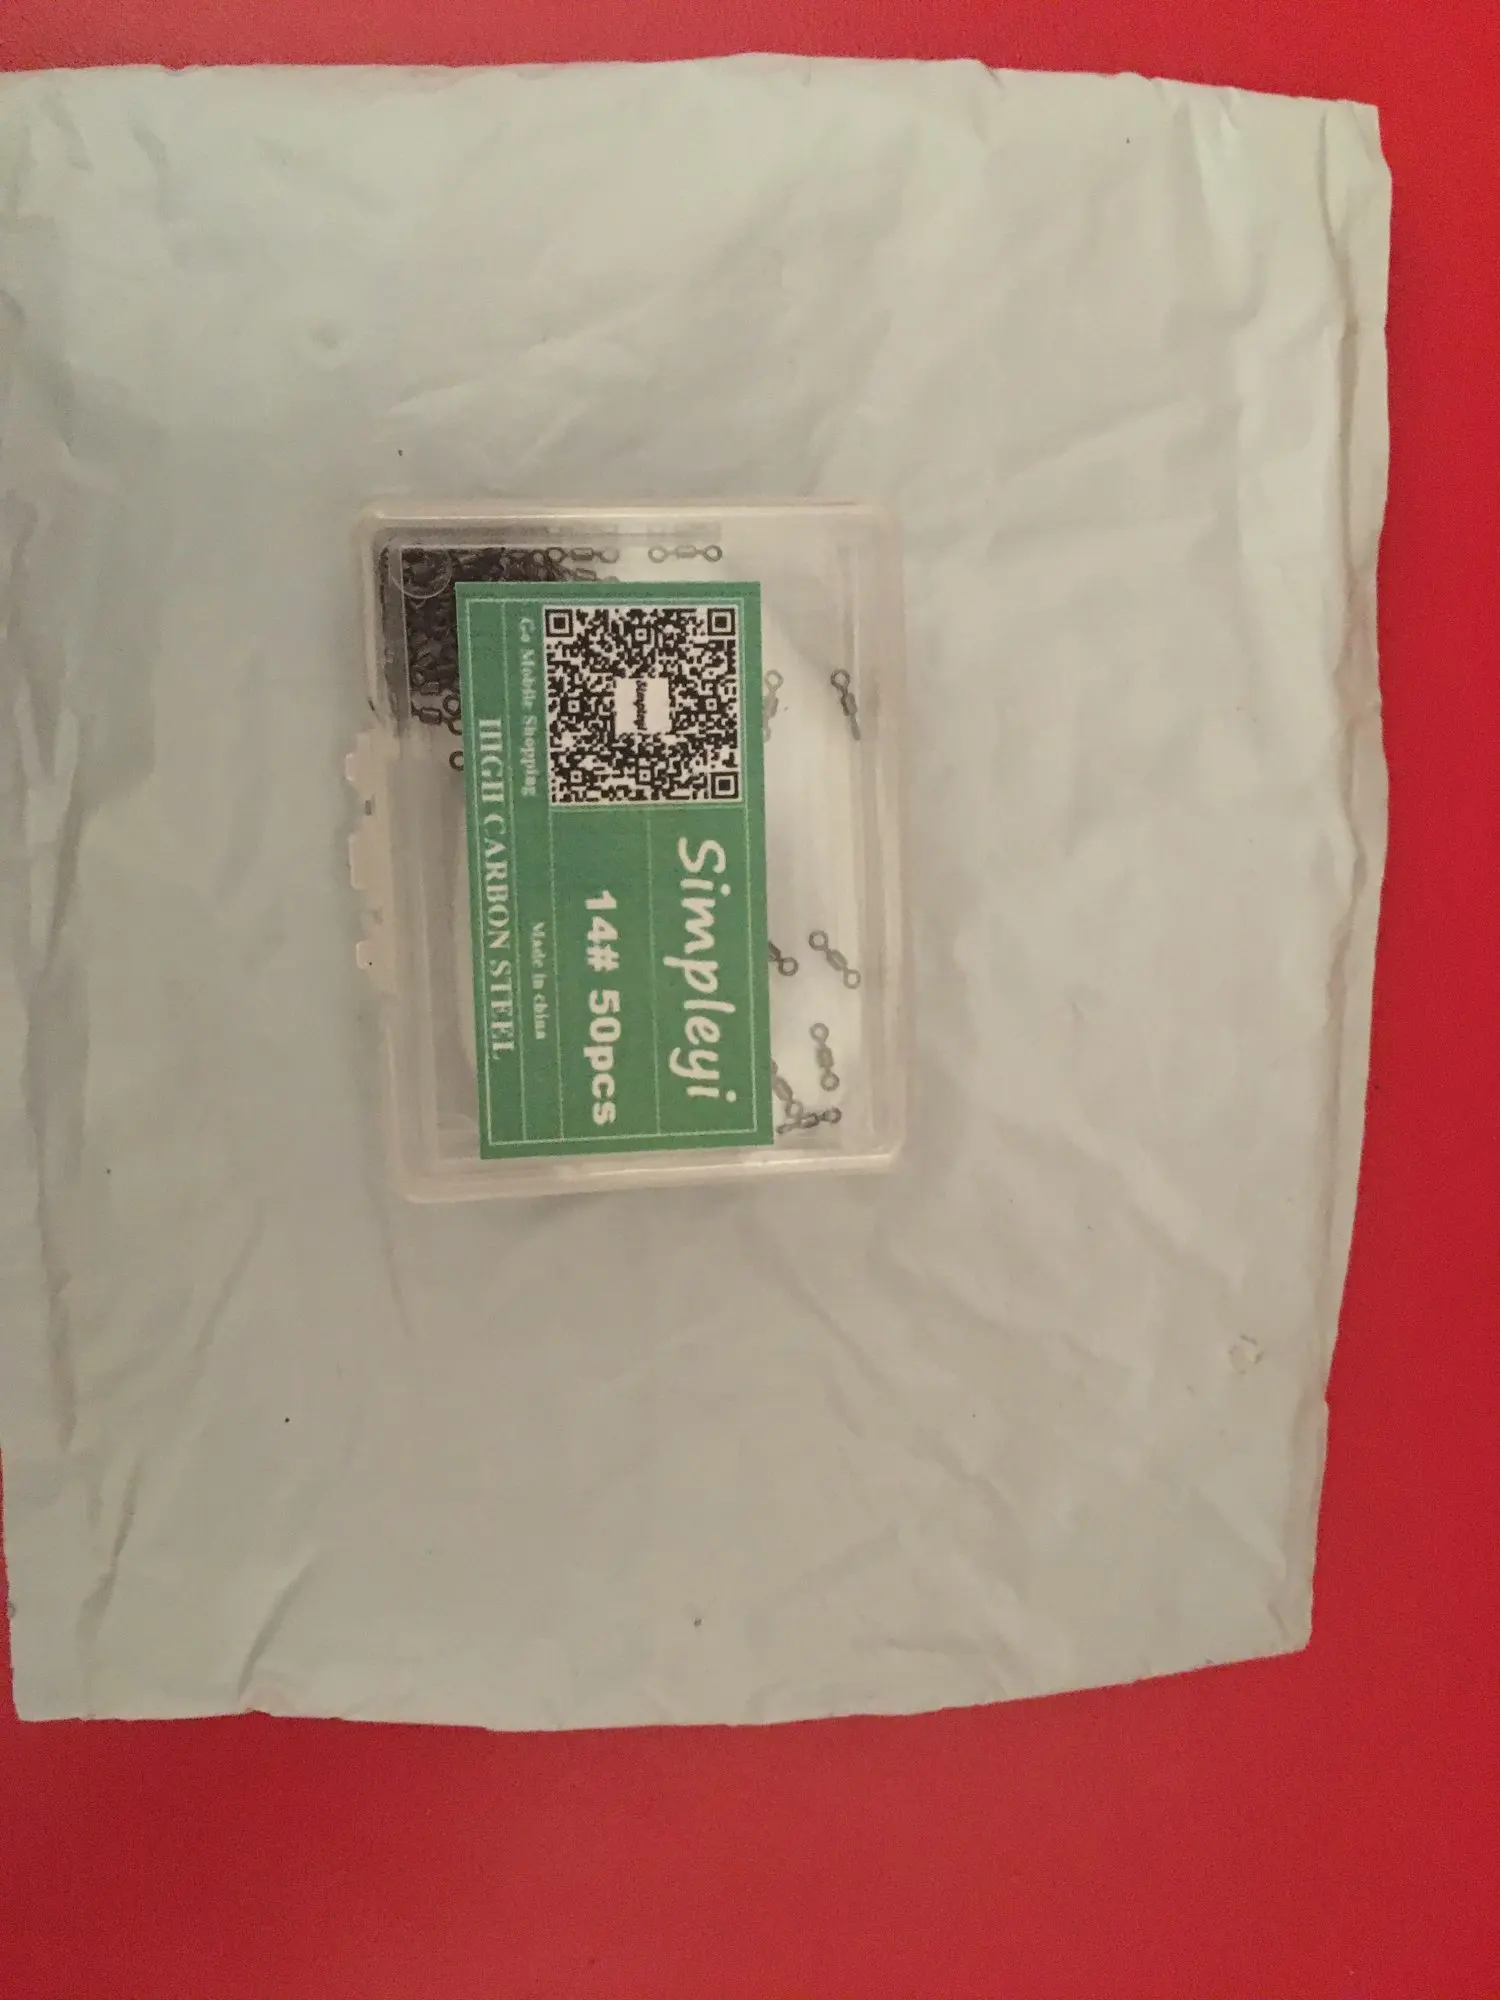 Simpleyi
14# 50pcs
Go Mobile Shopping
Made in china
HIGH CARBON STEEL